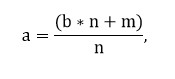 a = (b * n + m) / n,